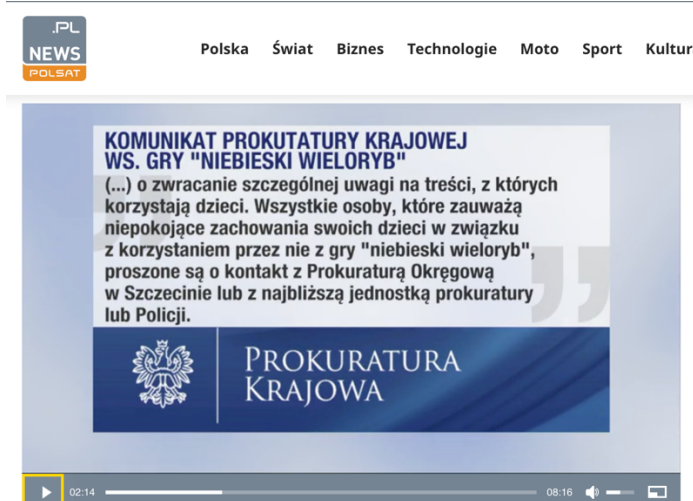 .PL
NEWS
POLSAT
Polska Świat Biznes Technologie Moto Sport Kultur
KOMUNIKAT PROKUTATURY KRAJOWEJ
WS. GRY "NIEBIESKI WIELORYB"
(...) o zwracanie szczególnej uwagi na treści, z których
korzystają dzieci. Wszystkie osoby, które zauważą
niepokojące zachowania swoich dzieci w związku
z korzystaniem przez nie z gry "niebieski wieloryb",
proszone są o kontakt z Prokuraturą Okręgową
w Szczecinie lub z najbliższą jednostką prokuratury
lub Policji.
PROKURATURA
KRAJOWA
02:14 08:16